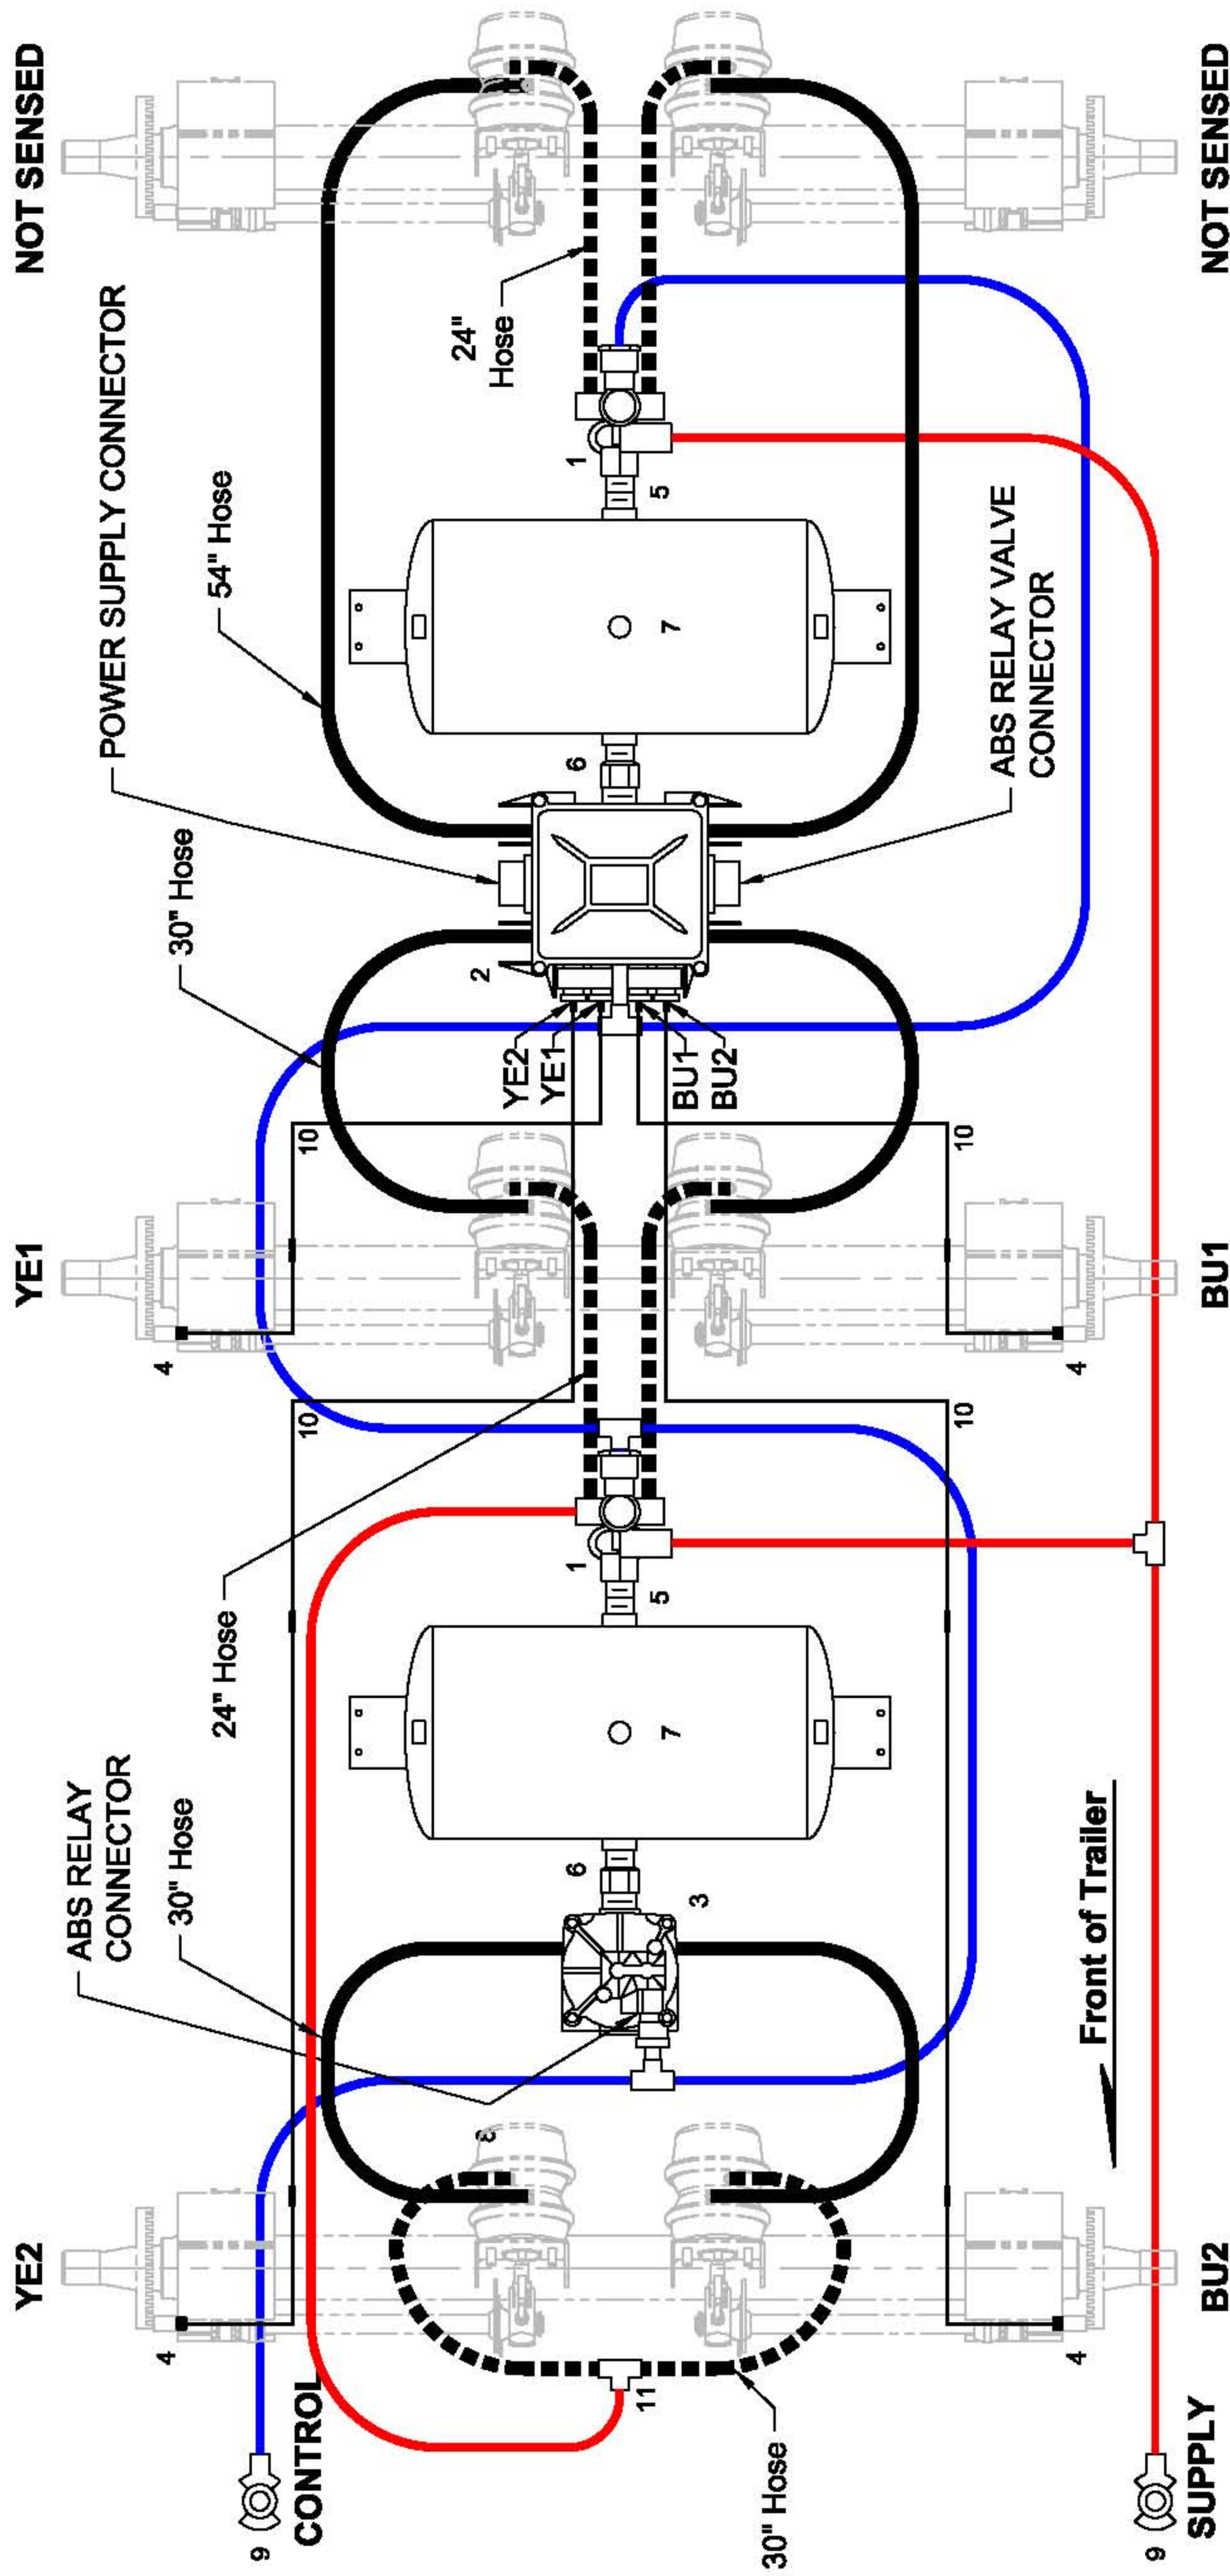 NOT SENSED
NOT SENSED
POWER SUPPLY CONNECTOR
54" Hose
24"
Hose
30" Hose
1
5
7
6
2
ABS RELAY VALVE
CONNECTOR
YE2
YE1
BU1
BU2
YE1
BU1
10
10
10
10
4
4
24" Hose
1
5
7
6
3
ABS RELAY
CONNECTOR
30" Hose
8
Front of Trailer
YE2
BU2
4
4
11
30" Hose
CONTROL
9
SUPPLY
9